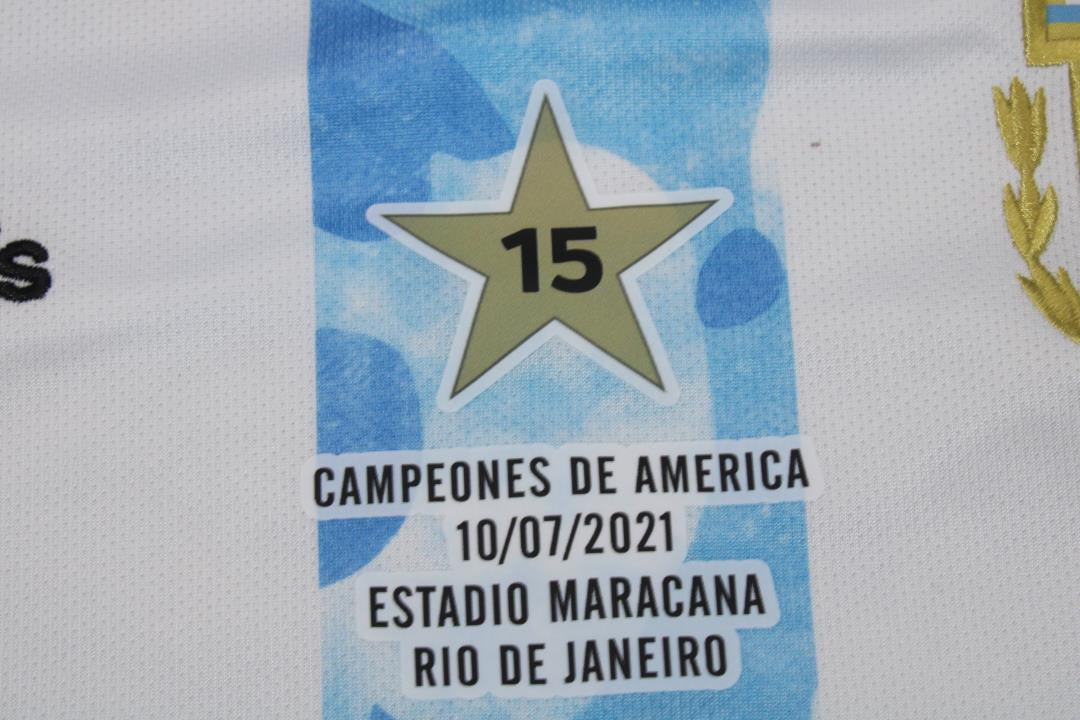 15
CAMPEONES DE AMERICA
10/07/2021
ESTADIO MARACANA
RIO DE JANEIRO